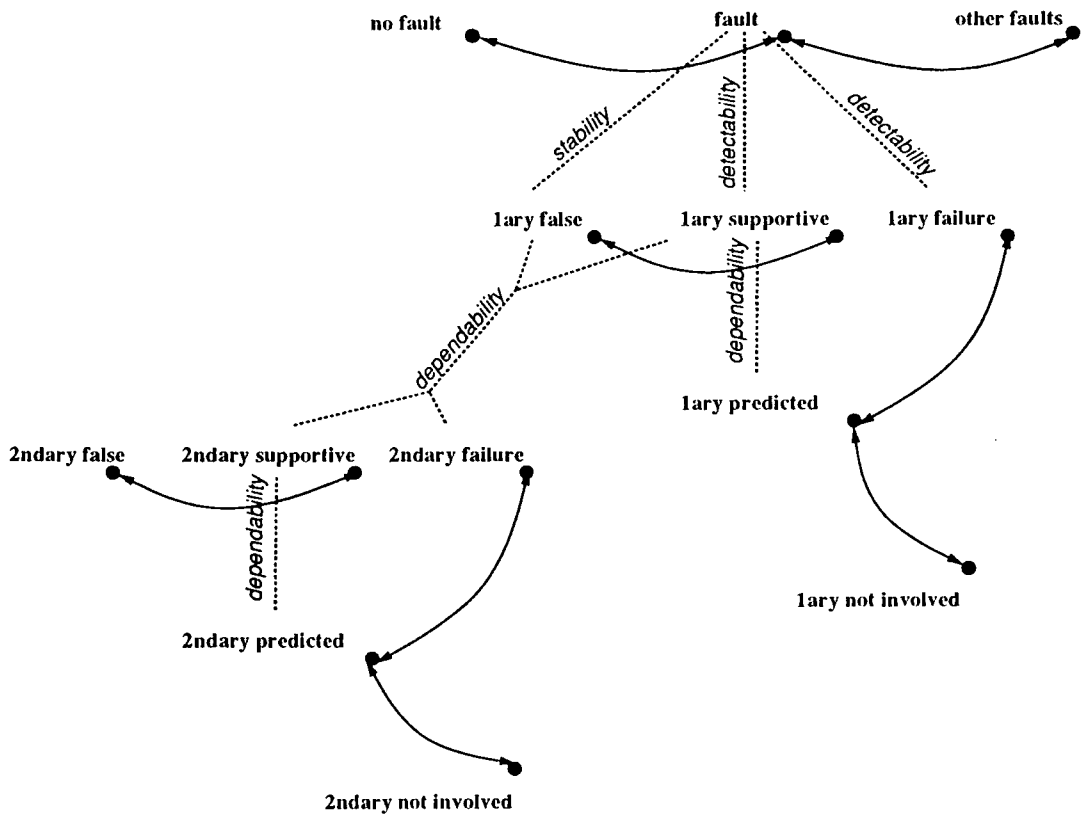 no fault
fault
other faults
stability
detectability
detectability
1ary false
1ary supportive
1ary failure
dependability
dependability
1ary predicted
2ndary false
2ndary supportive
2ndary failure
dependability
1ary not involved
2ndary predicted
2ndary not involved